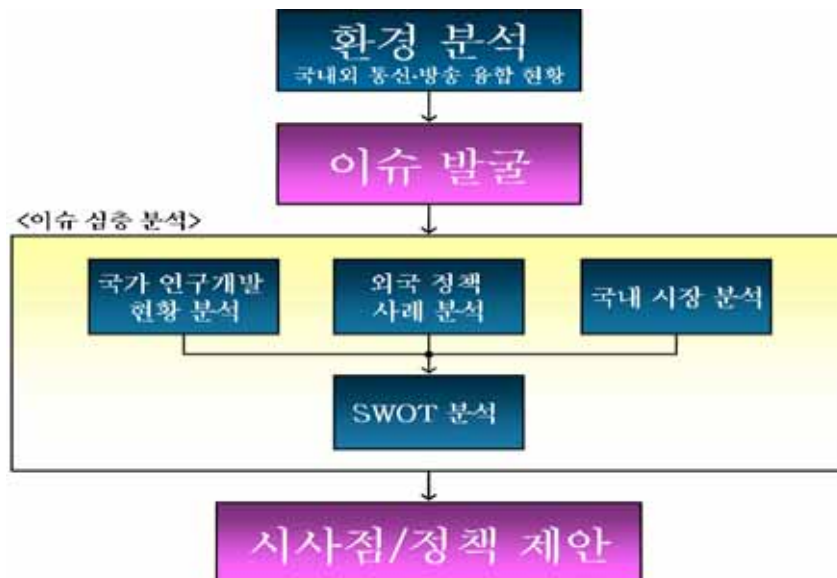 환경 분석
국내외 통신·방송 융합 현황
이슈 발굴
<이슈 심층 분석>
국가 연구개발
현황 분석
외국 정책
사례 분석
국내 시장 분석
SWOT 분석
시사점/정책 제안